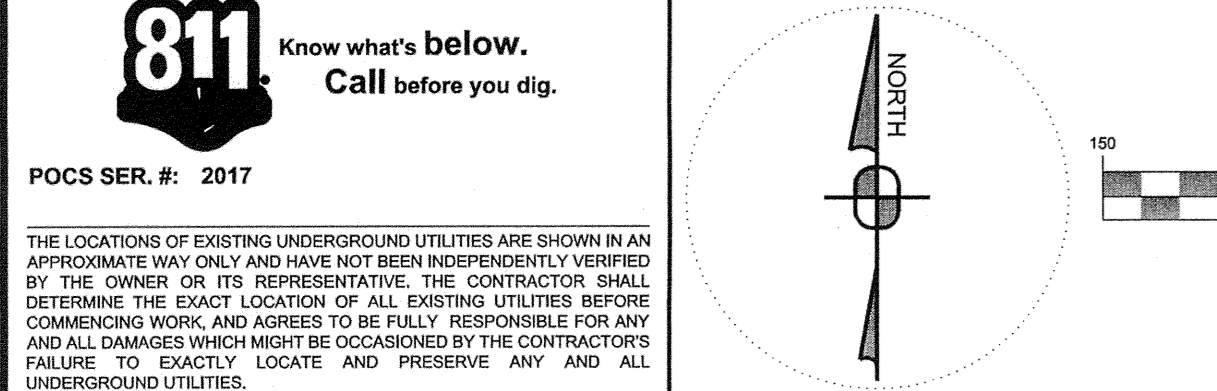 811.
Know what's below.
Call before you dig.
POCS SER. #: 2017
THE LOCATIONS OF EXISTING UNDERGROUND UTILITIES ARE SHOWN IN AN
APPROXIMATE WAY ONLY AND HAVE NOT BEEN INDEPENDENTLY VERIFIED
BY THE OWNER OR ITS REPRESENTATIVE. THE CONTRACTOR SHALL
DETERMINE THE EXACT LOCATION OF ALL EXISTING UTILITIES BEFORE
COMMENCING WORK, AND AGREES TO BE FULLY RESPONSIBLE FOR ANY
AND ALL DAMAGES WHICH MIGHT BE OCCASIONED BY THE CONTRACTOR'S
FAILURE TO EXACTLY LOCATE AND PRESERVE ANY AND ALL
UNDERGROUND UTILITIES.
NORTH
150